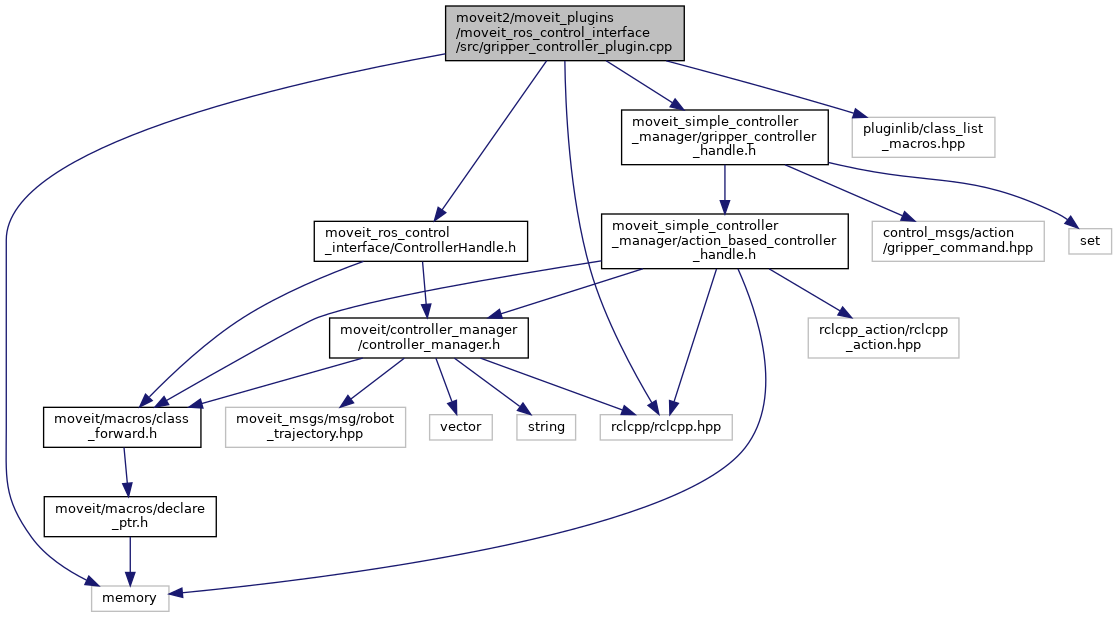 moveit2/moveit_plugins
/moveit_ros_control_interface
/src/gripper_controller_plugin.cpp
moveit_simple_controller
_manager/gripper_controller
_handle.h
pluginlib/class_list
_macros.hpp
moveit_ros_control
_interface/ControllerHandle.h
moveit_simple_controller
_manager/action_based_controller
_handle.h
control_msgs/action
/gripper_command.hpp
set
moveit/controller_manager
/controller_manager.h
rclcpp_action/rclcpp
_action.hpp
moveit/macros/class
_forward.h
moveit_msgs/msg/robot
_trajectory.hpp
vector
string
rclcpp/rclcpp.hpp
moveit/macros/declare
_ptr.h
memory